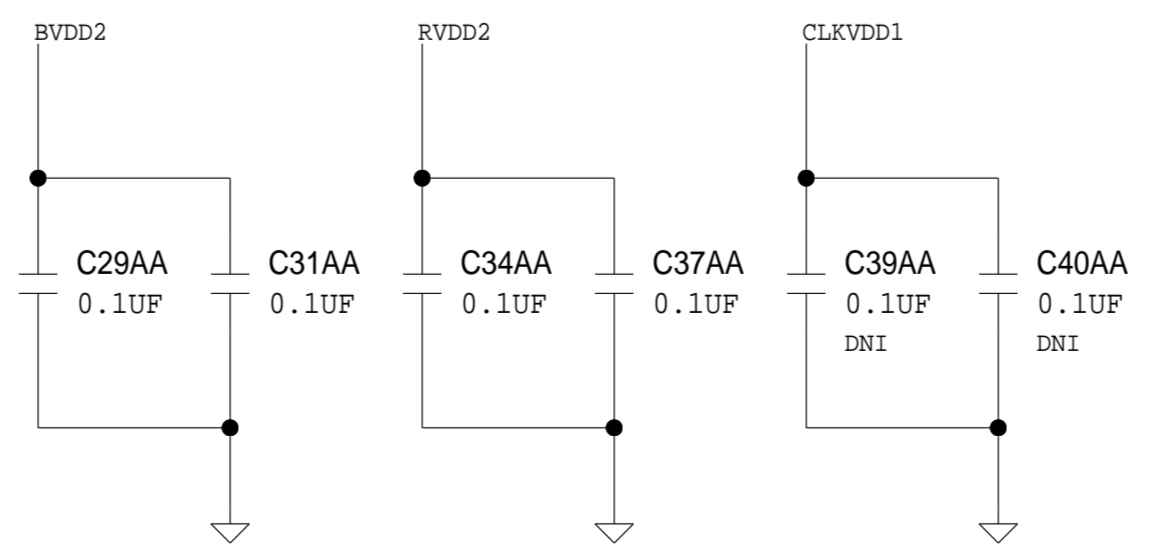 BVDD2
RVDD2
CLKVDD1
C29AA
0.1UF
C31AA
0.1UF
C34AA
0.1UF
C37AA
0.1UF
C39AA
0.1UF
DNI
C40AA
0.1UF
DNI